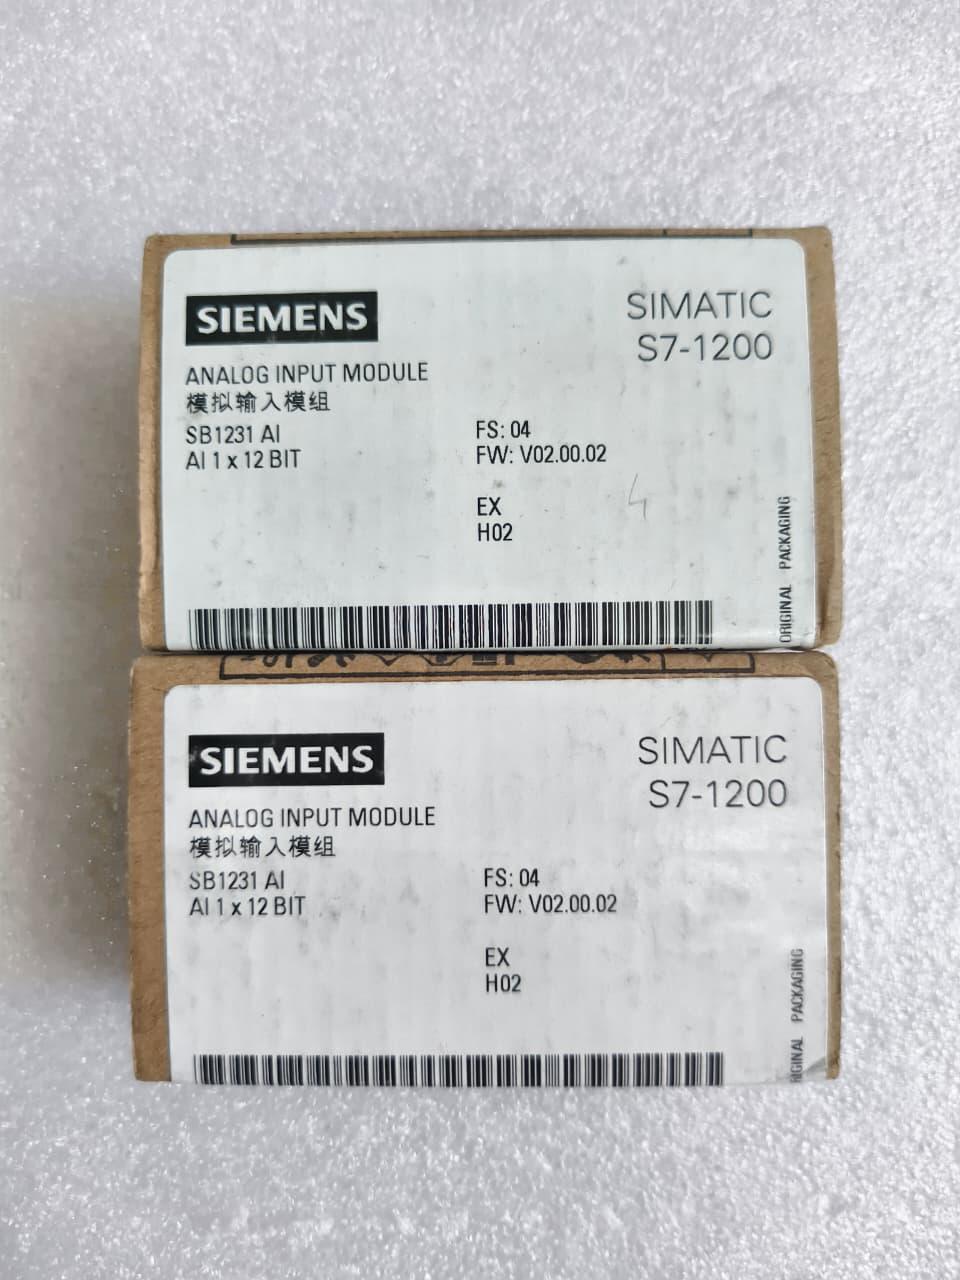 SIEMENS
SIMATIC
S7-1200
ANALOG INPUT MODULE
模拟输入模组
SB1231 AI
AI 1 x 12 BIT
FS: 04
FW: V02.00.02
EX
H02
4
ORIGINAL PACKAGING
SIEMENS
SIMATIC
S7-1200
ANALOG INPUT MODULE
模拟输入模组
SB1231 AI
AI 1 x 12 BIT
FS: 04
FW: V02.00.02
EX
H02
PACKAGING